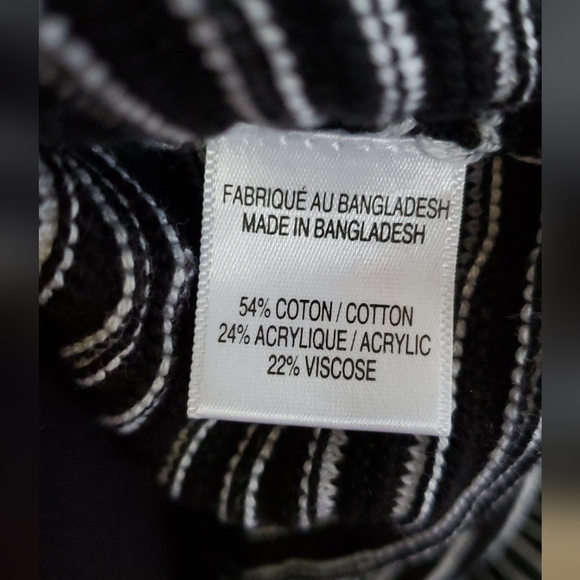 FABRIQUÉ AU BANGLADESH
MADE IN BANGLADESH
54% COTON / COTTON
24% ACRYLIQUE / ACRYLIC
22% VISCOSE